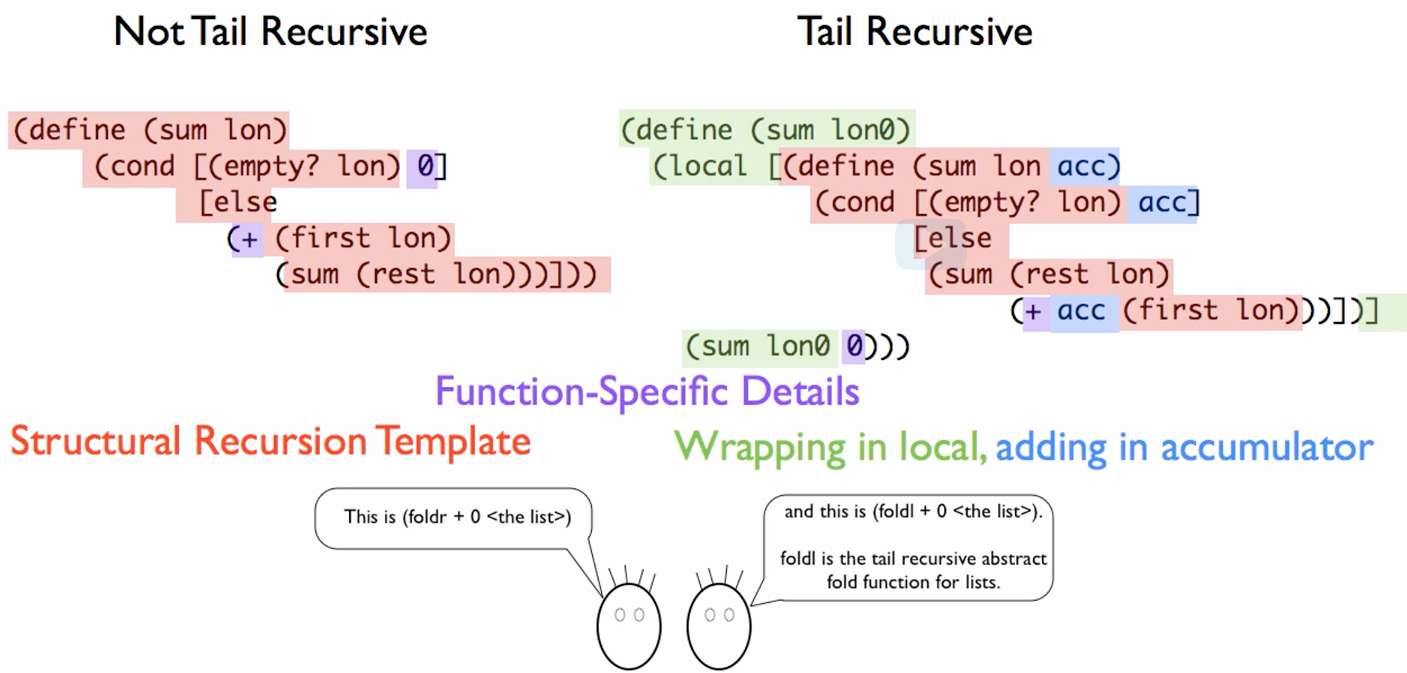 Not Tail Recursive
(define (sum lon)
(cond [(empty? lon) 0]
[else
(+ (first lon)
(sum (rest lon)))]))
Tail Recursive
(define (sum lon0)
(local [(define (sum lon acc)
(cond [(empty? lon) acc]
[else
(sum (rest lon)
(+ acc (first lon)))])]
(sum lon0 0)))
Function-Specific Details
Structural Recursion Template
Wrapping in local, adding in accumulator
This is (foldr + 0 <the list>)
and this is (foldl + 0 <the list>).
foldl is the tail recursive abstract
fold function for lists.